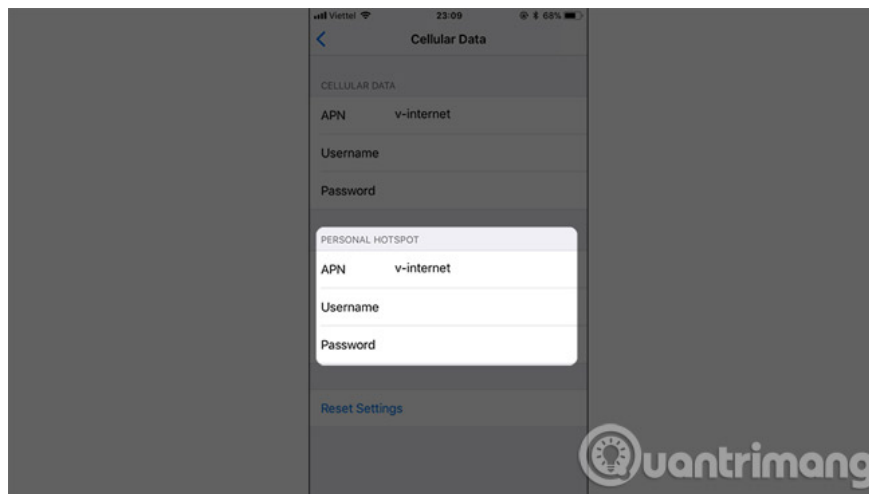 Viettel 23:09 68%
Cellular Data
CELLULAR DATA
APN v-internet
Username
Password
PERSONAL HOTSPOT
APN v-internet
Username
Password
Reset Settings
Quantrimang